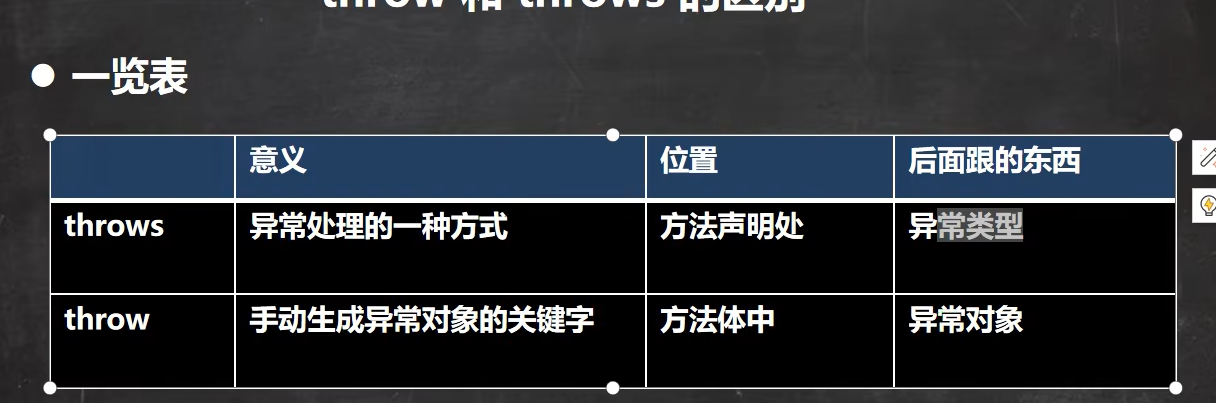 throw 和 throws 的区别
一览表
意义 位置 后面跟的东西
throws 异常处理的一种方式 方法声明处 异常类型
throw 手动生成异常对象的关键字 方法体中 异常对象